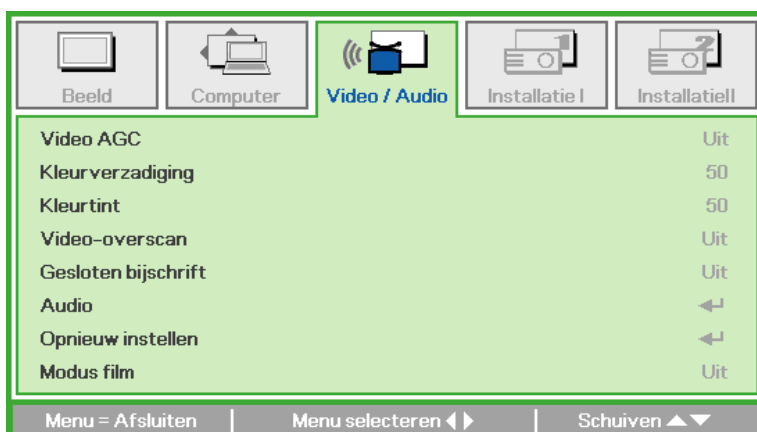 Beeld Computer Video / Audio Installatie I InstallatieII
Video AGC Uit
Kleurverzadiging 50
Kleurtint 50
Video-overscan Uit
Gesloten bijschrift Uit
Audio
Opnieuw instellen
Modus film Uit
Menu = Afsluiten Menu selecteren Schuiven